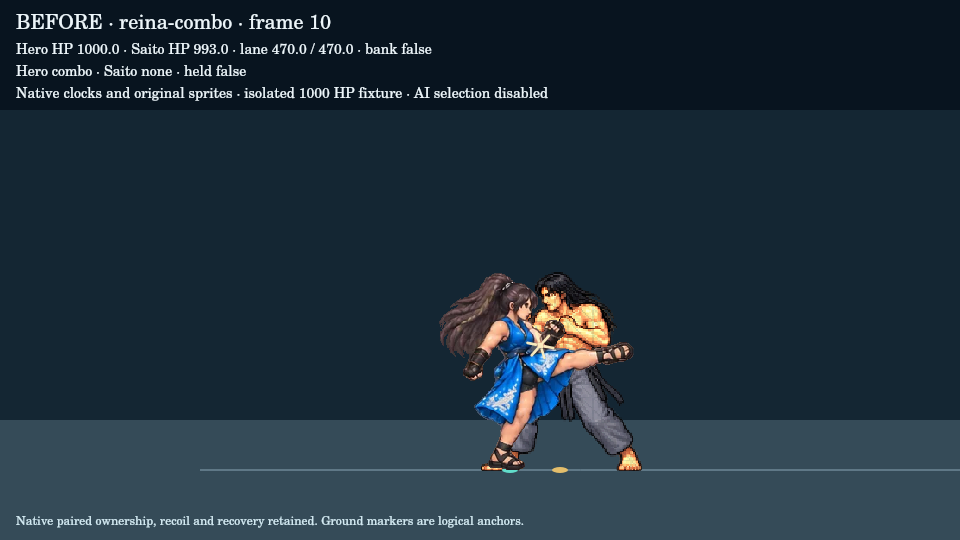 BEFORE · reina-combo · frame 10
Hero HP 1000.0 · Saito HP 993.0 · lane 470.0 / 470.0 · bank false
Hero combo · Saito none · held false
Native clocks and original sprites · isolated 1000 HP fixture · AI selection disabled
Native paired ownership, recoil and recovery retained. Ground markers are logical anchors.